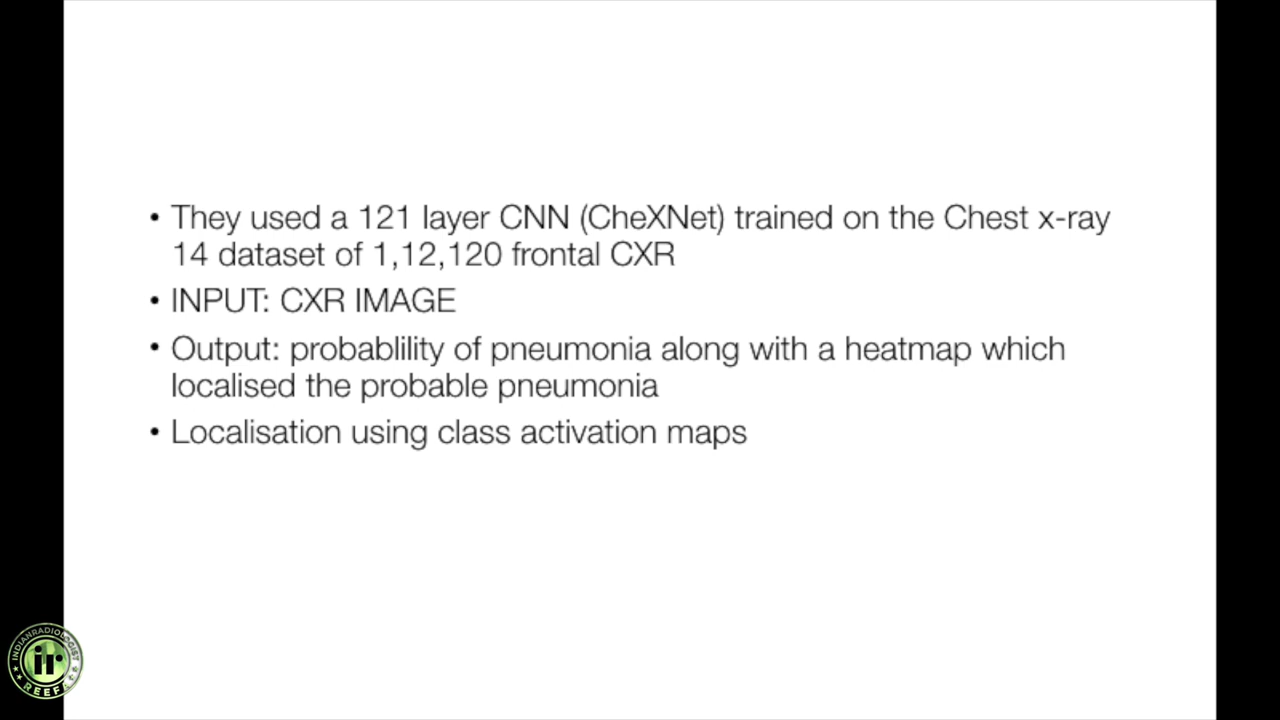 • They used a 121 layer CNN (CheXNet) trained on the Chest x-ray
14 dataset of 1,12,120 frontal CXR
• INPUT: CXR IMAGE
• Output: probablility of pneumonia along with a heatmap which
localised the probable pneumonia
• Localisation using class activation maps
INDIANRADIOLOGIST
ir